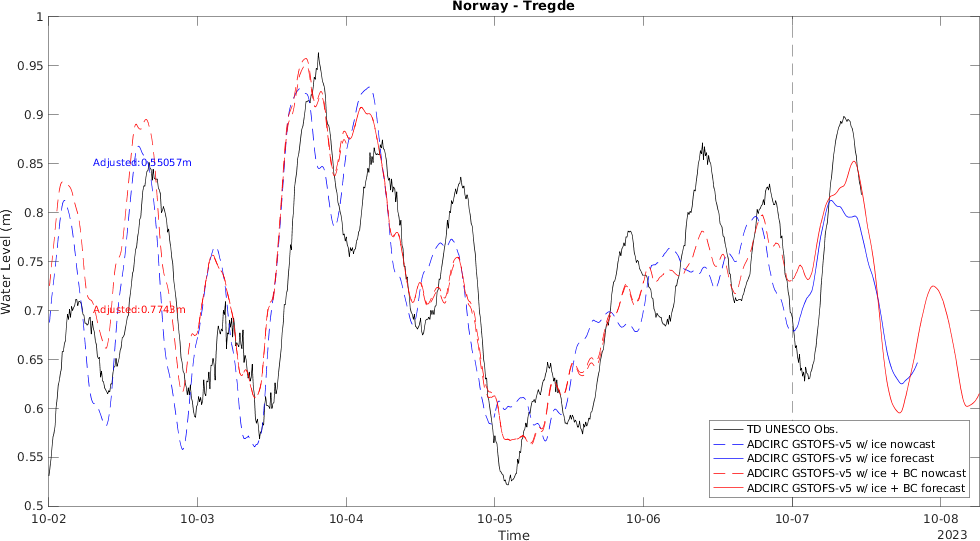 Norway - Tregde
Water Level (m)
1
0.95
0.9
0.85
0.8
0.75
0.7
0.65
0.6
0.55
0.5
Adjusted:0.55057m
Adjusted:0.7743m
TD UNESCO Obs.
ADCIRC GSTOFS-v5 w/ ice nowcast
ADCIRC GSTOFS-v5 w/ ice forecast
ADCIRC GSTOFS-v5 w/ ice + BC nowcast
ADCIRC GSTOFS-v5 w/ ice + BC forecast
10-02 10-03 10-04 10-05 10-06 10-07 10-08
Time
2023